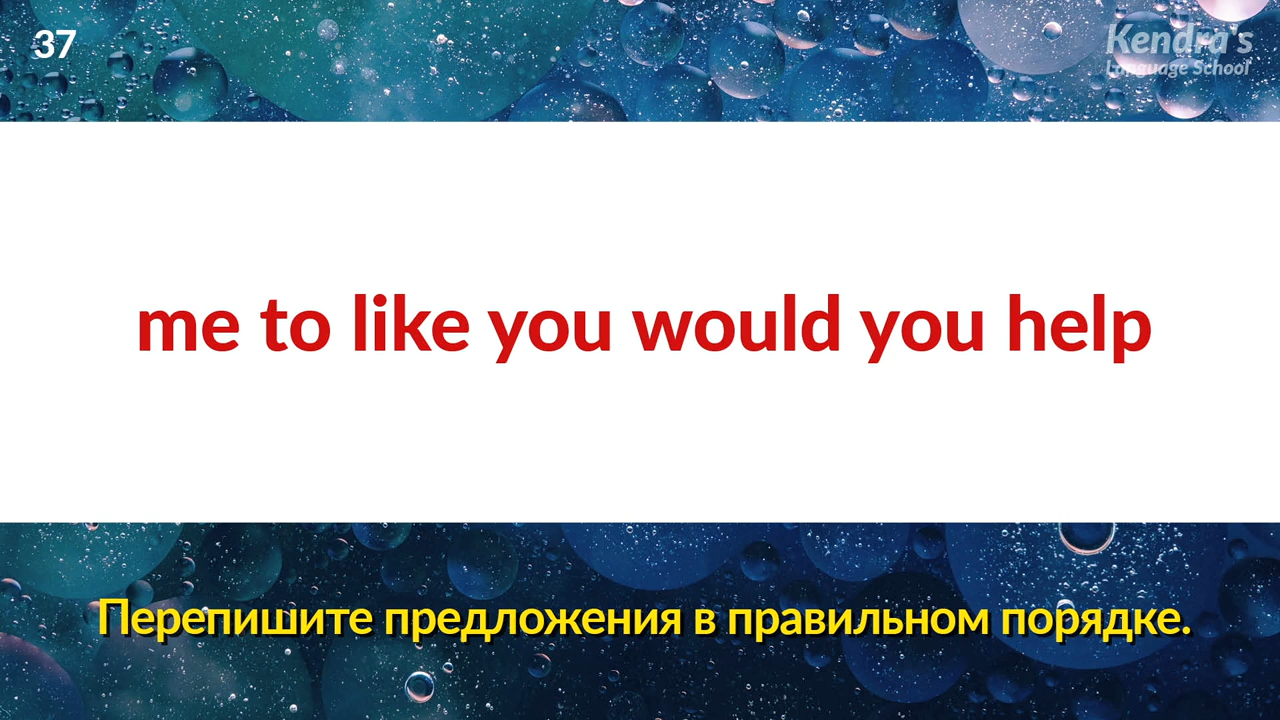 37
Kendra's
Language School
me to like you would you help
Перепишите предложения в правильном порядке.